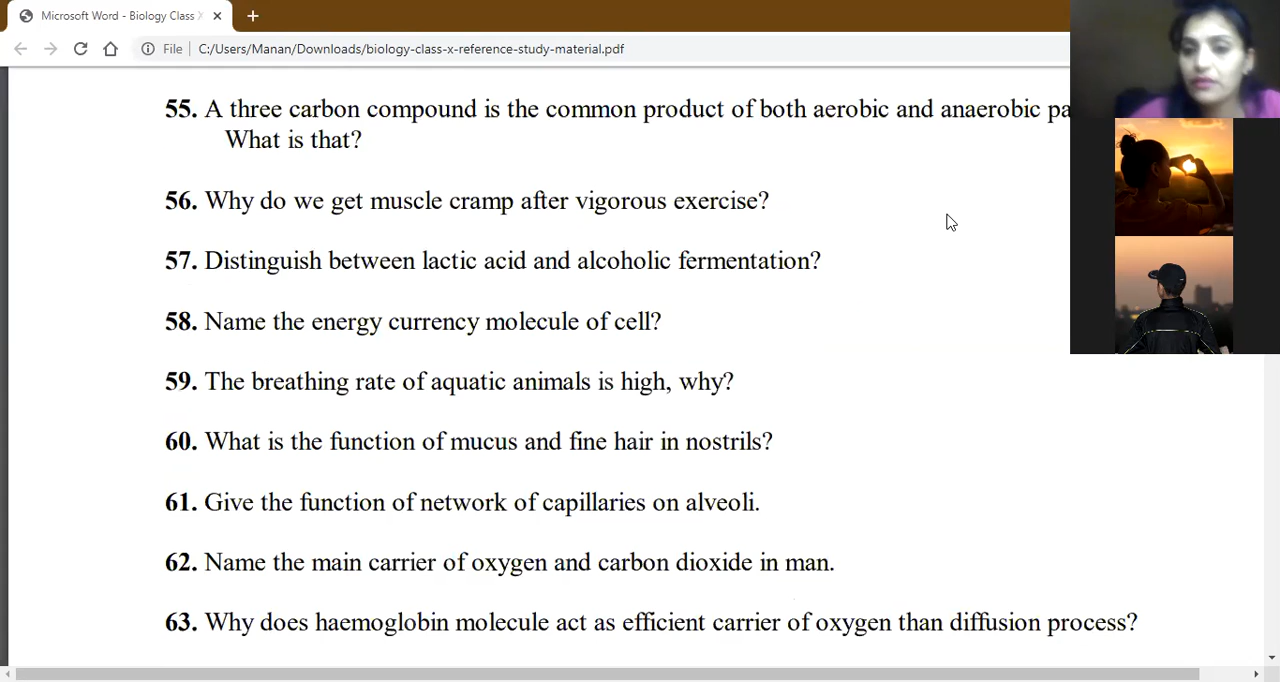 Microsoft Word - Biology Class X
File C:/Users/Manan/Downloads/biology-class-x-reference-study-material.pdf
55. A three carbon compound is the common product of both aerobic and anaerobic pa
What is that?
56. Why do we get muscle cramp after vigorous exercise?
57. Distinguish between lactic acid and alcoholic fermentation?
58. Name the energy currency molecule of cell?
59. The breathing rate of aquatic animals is high, why?
60. What is the function of mucus and fine hair in nostrils?
61. Give the function of network of capillaries on alveoli.
62. Name the main carrier of oxygen and carbon dioxide in man.
63. Why does haemoglobin molecule act as efficient carrier of oxygen than diffusion process?